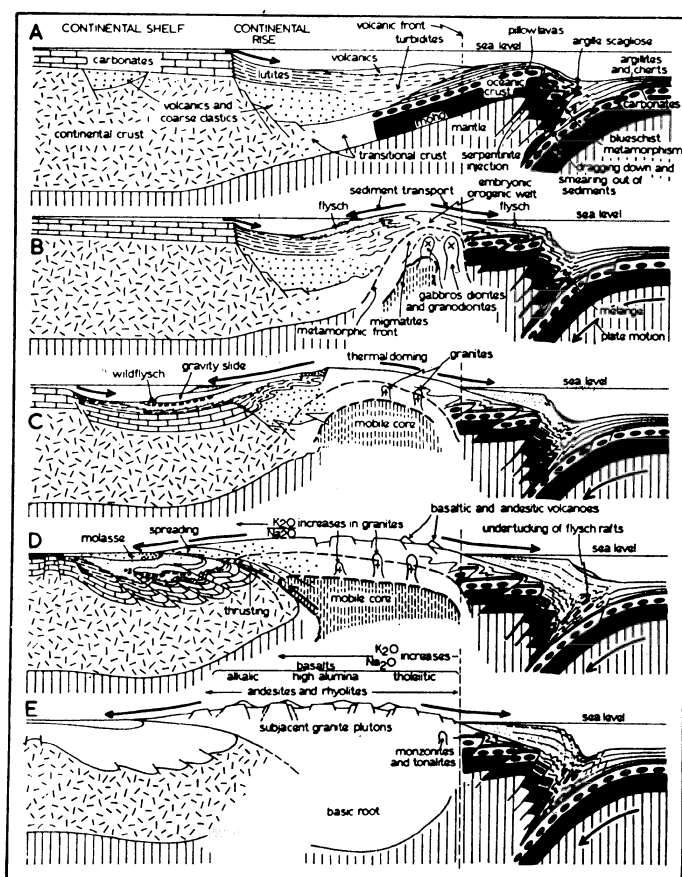 A
CONTINENTAL SHELF
CONTINENTAL
RISE
volcanic front
turbidites
volcanics
sea level
pillow lavas
argille scagliose
argillites
and cherts
carbonates
lutites
oceanic
crust
carbonates
volcanics and
coarse clastics
continental crust
moho
mantle
transitional crust
serpentinite
injection
blueschist
metamorphism
dragging down and
smearing out of
sediments
B
sediment transport
embryonic
orogenic welt
flysch
flysch
sea level
gabbros diorites
and granodiorites
migmatites
metamorphic front
mélange
plate motion
C
wildflysch
gravity slide
thermal doming
granites
sea level
mobile core
D
molasse
spreading
K2O
Na2O
increases in granites
basaltic and andesitic volcanoes
undertucking of flysch rafts
sea level
thrusting
mobile core
K2O
Na2O
increases
basalts
alkalic
high alumina
tholeiitic
andesites and rhyolites
E
subjacent granite plutons
sea level
monzonites
and tonalites
basic root